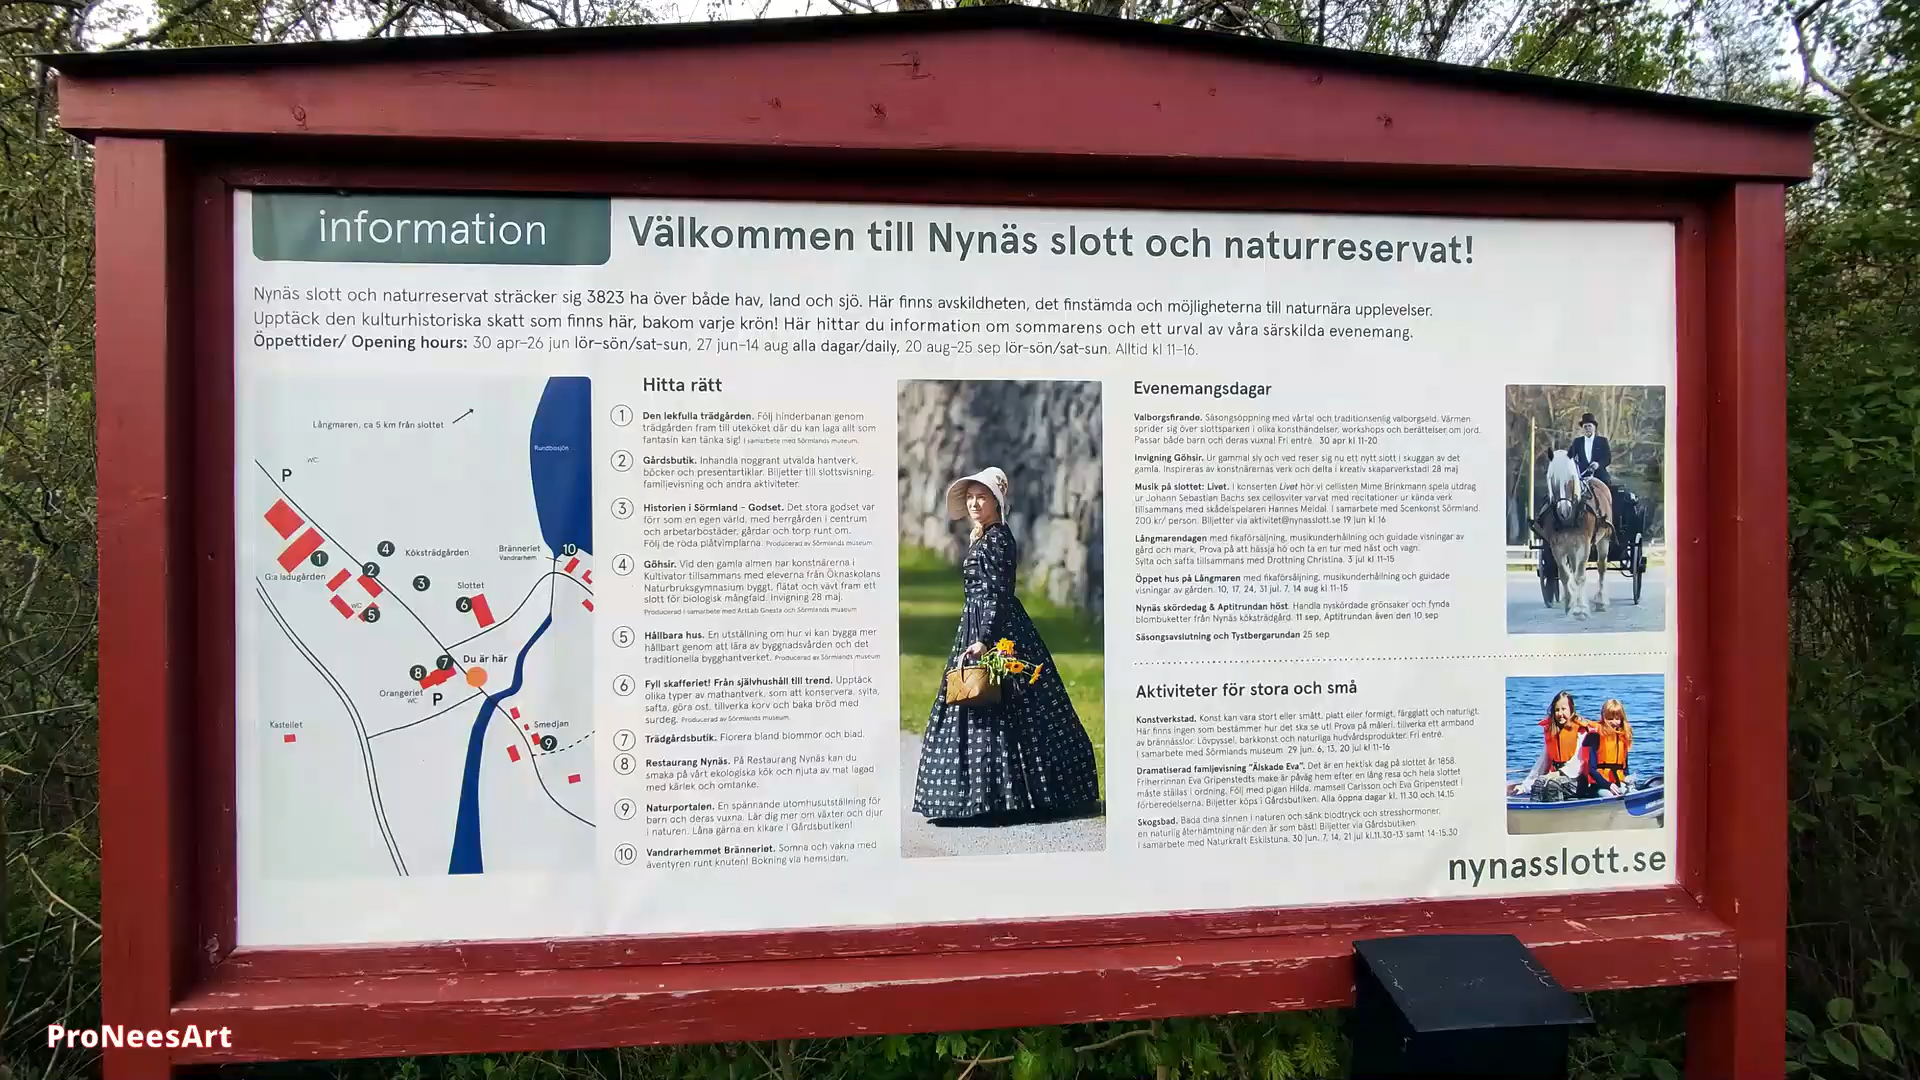 information
Välkommen till Nynäs slott och naturreservat!
Nynäs slott och naturreservat sträcker sig 3823 ha över både hav, land och sjö. Här finns avskildheten, det finstämda och möjligheterna till naturnära upplevelser.
Upptäck den kulturhistoriska skatt som finns här, bakom varje krön! Här hittar du information om sommarens och ett urval av våra särskilda evenemang.
Öppettider/ Opening hours: 30 apr–26 jun lör–sön/sat-sun, 27 jun–14 aug alla dagar/daily, 20 aug–25 sep lör-sön/sat-sun. Alltid kl 11–16.
Långmaren, ca 5 km från slottet
Rundbosjön
WC
P
1
G:a ladugården
2
4
Köksträdgården
3
WC
5
Slottet
6
Bränneriet
Vandrarhem
10
Du är här
7
8
Orangeriet
WC
P
Kastellet
Smedjan
9
Hitta rätt
1 Den lekfulla trädgården. Följ hinderbanan genom
trädgården fram till uteköket där du kan laga allt som
fantasin kan tänka sig! I samarbete med Sörmlands museum.
2 Gårdsbutik. Inhandla noggrant utvalda hantverk,
böcker och presentartiklar. Biljetter till slottsvisning,
familjevisning och andra aktiviteter.
3 Historien i Sörmland – Godset. Det stora godset var
förr som en egen värld, med herrgården i centrum
och arbetarbostäder, gårdar och torp runt om.
Följ de röda plåtvimplarna. Producerad av Sörmlands museum.
4 Göhsir. Vid den gamla almen har konstnärerna i
Kultivator tillsammans med eleverna från Öknaskolans
Naturbruksgymnasium byggt, flätat och vävt fram ett
slott för biologisk mångfald. Invigning 28 maj.
Producerad i samarbete med ArtLab Gnesta och Sörmlands museum
5 Hållbara hus. En utställning om hur vi kan bygga mer
hållbart genom att lära av byggnadsvården och det
traditionella bygghantverket. Producerad av Sörmlands museum
6 Fyll skafferiet! Från självhushåll till trend. Upptäck
olika typer av mathantverk, som att konservera, sylta,
safta, göra ost, tillverka korv och baka bröd med
surdeg. Producerad av Sörmlands museum.
7 Trädgårdsbutik. Florera bland blommor och blad.
8 Restaurang Nynäs. På Restaurang Nynäs kan du
smaka på vårt ekologiska kök och njuta av mat lagad
med kärlek och omtanke.
9 Naturportalen. En spännande utomhusutställning för
barn och deras vuxna. Lär dig mer om växter och djur
i naturen. Låna gärna en kikare i Gårdsbutiken!
10 Vandrarhemmet Bränneriet. Somna och vakna med
äventyren runt knuten! Bokning via hemsidan.
Evenemangsdagar
Valborgsfirande. Säsongsöppning med vårtal och traditionsenlig valborgseld. Värmen
sprider sig över slottsparken i olika konsthändelser, workshops och berättelser om jord.
Passar både barn och deras vuxna! Fri entré. 30 apr kl 11-20
Invigning Göhsir. Ur gammal sly och ved reser sig nu ett nytt slott i skuggan av det
gamla. Inspireras av konstnärernas verk och delta i kreativ skaparverkstad! 28 maj
Musik på slottet: Livet. I konserten Livet hör vi cellisten Mime Brinkmann spela utdrag
ur Johann Sebastian Bachs sex cellosviter varvat med recitationer ur kända verk
tillsammans med skådespelaren Hannes Meidal. I samarbete med Scenkonst Sörmland.
200 kr/ person. Biljetter via aktivitet@nynasslott.se 19 jun kl 16
Långmarendagen med fikaförsäljning, musikunderhållning och guidade visningar av
gård och mark. Prova på att hässja hö och ta en tur med häst och vagn.
Sylta och safta tillsammans med Drottning Christina. 3 jul kl 11-15
Öppet hus på Långmaren med fikaförsäljning, musikunderhållning och guidade
visningar av gården. 10, 17, 24, 31 jul. 7, 14 aug kl 11-15
Nynäs skördedag & Aptitrundan höst. Handla nyskördade grönsaker och fynda
blombuketter från Nynäs köksträdgård. 11 sep, Aptitrundan även den 10 sep
Säsongsavslutning och Tystbergarundan 25 sep
Aktiviteter för stora och små
Konstverkstad. Konst kan vara stort eller smått, platt eller formigt, färgglatt och naturligt.
Här finns ingen som bestämmer hur det ska se ut! Prova på måleri, tillverka ett armband
av brännässlor. Lövpyssel, barkkonst och naturliga hudvårdsprodukter. Fri entré.
I samarbete med Sörmlands museum. 29 jun, 6, 13, 20 jul kl 11-16
Dramatiserad familjevisning "Älskade Eva". Det är en hektisk dag på slottet år 1858.
Friherrinnan Eva Gripenstedts make är påväg hem efter en lång resa och hela slottet
måste ställas i ordning. Följ med pigan Hilda, mamsell Carlsson och Eva Gripenstedt i
förberedelserna. Biljetter köps i Gårdsbutiken. Alla öppna dagar kl. 11.30 och 14.15
Skogsbad. Bada dina sinnen i naturen och sänk blodtryck och stresshormoner,
en naturlig återhämtning när den är som bäst! Biljetter via Gårdsbutiken.
I samarbete med Naturkraft Eskilstuna. 30 jun, 7, 14, 21 jul kl.11.30-13 samt 14-15.30
nynasslott.se
ProNeesArt